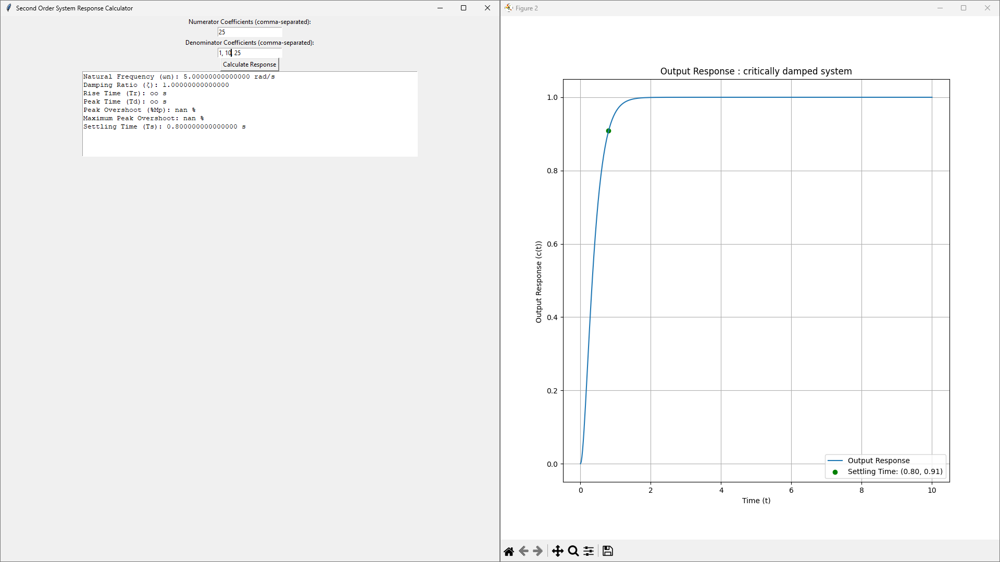 Second Order System Response Calculator
Numerator Coefficients (comma-separated):
25
Denominator Coefficients (comma-separated):
1, 10, 25
Calculate Response
Natural Frequency (ωn): 5.00000000000000 rad/s
Damping Ratio (ζ): 1.00000000000000
Rise Time (Tr): oo s
Peak Time (Td): oo s
Peak Overshoot (%Mp): nan %
Maximum Peak Overshoot: nan %
Settling Time (Ts): 0.800000000000000 s
Figure 2
Output Response : critically damped system
1.0
0.8
0.6
0.4
0.2
0.0
Output Response (c(t))
Output Response
Settling Time: (0.80, 0.91)
0 2 4 6 8 10
Time (t)